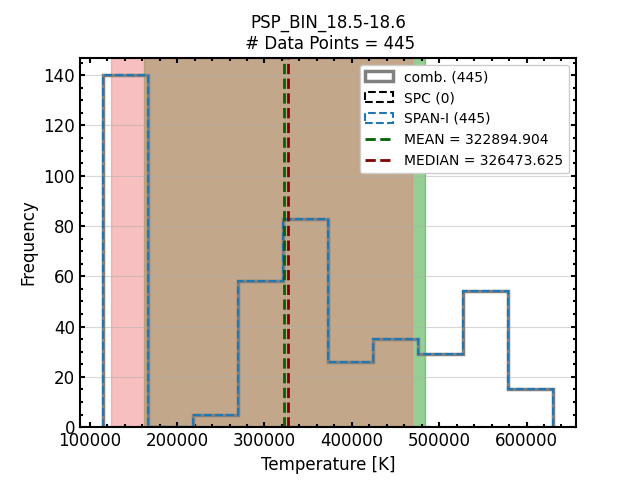 PSP_BIN_18.5-18.6
# Data Points = 445
comb. (445)
SPC (0)
SPAN-I (445)
MEAN = 322894.904
MEDIAN = 326473.625
Frequency
140
120
100
80
60
40
20
0
100000 200000 300000 400000 500000 600000
Temperature [K]